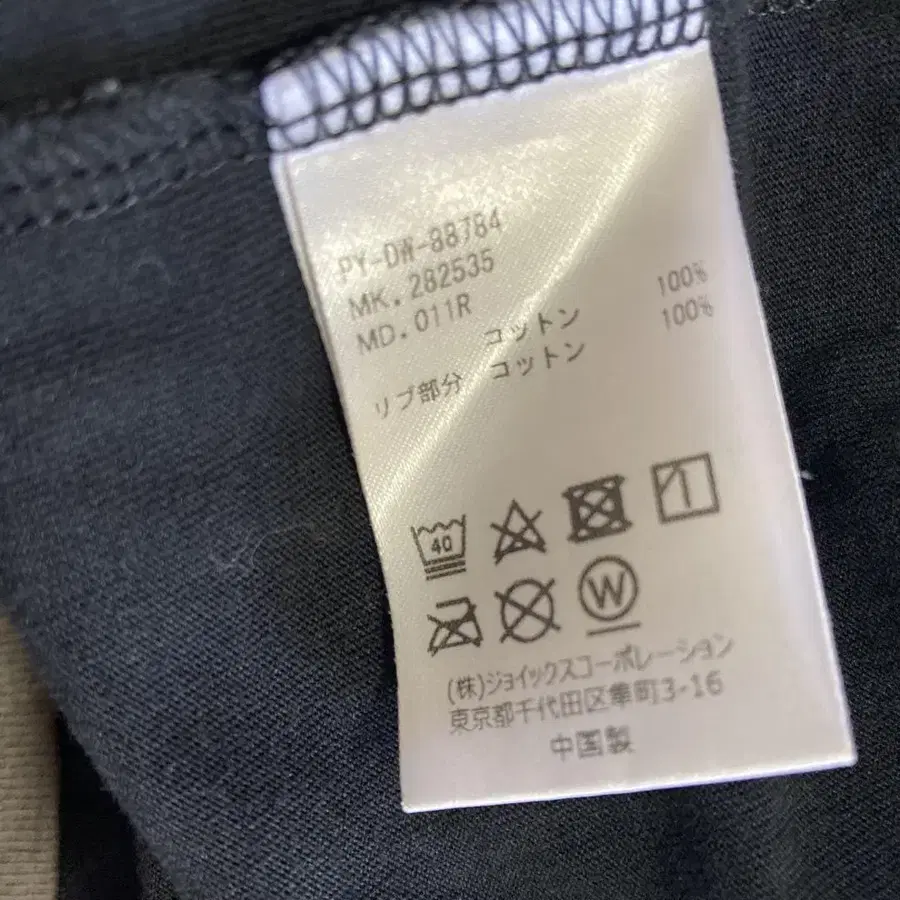 PY-DW-88784
MK.282535
MD.011R
コットン 100%
リブ部分 コットン 100%
40
W
(株)ジョイックスコーポレーション
東京都千代田区隼町3-16
中国製